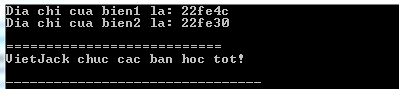 Dia chi cua bien1 la: 22fe4c
Dia chi cua bien2 la: 22fe30
===========================
VietJack chuc cac ban hoc tot!
--------------------------------